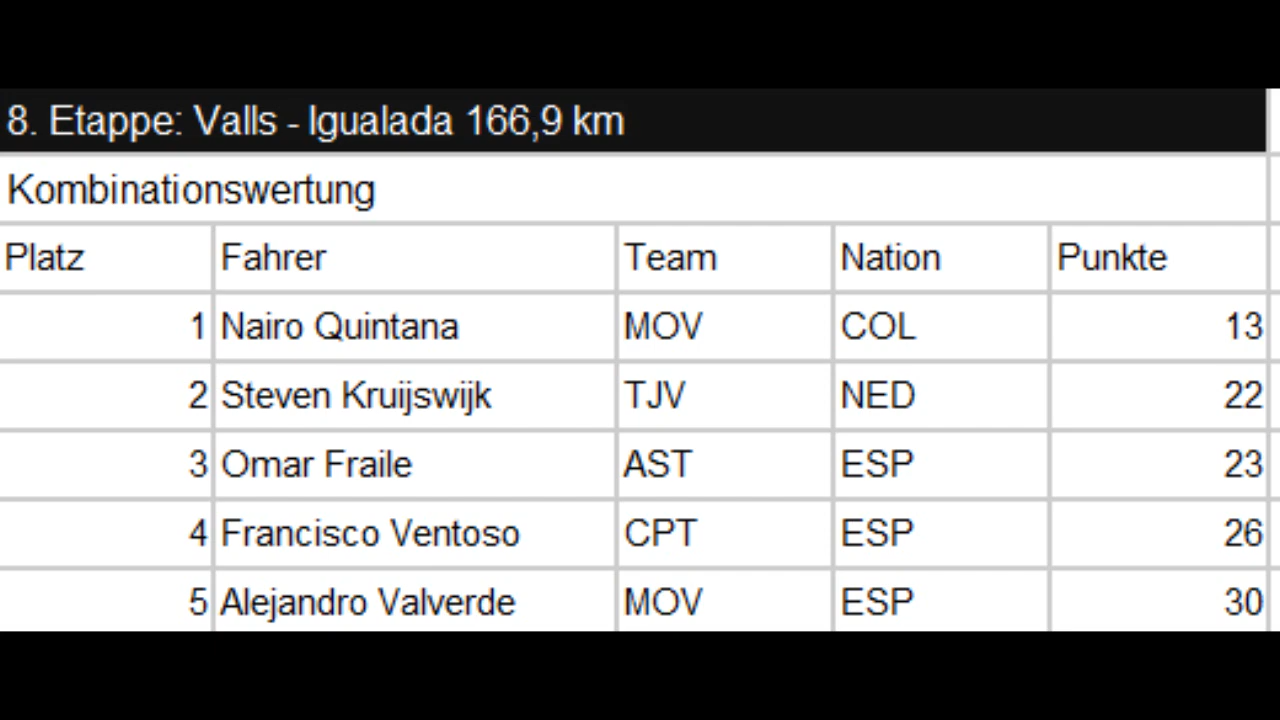 8. Etappe: Valls - Igualada 166,9 km
Kombinationswertung
Platz Fahrer Team Nation Punkte
1 Nairo Quintana MOV COL 13
2 Steven Kruijswijk TJV NED 22
3 Omar Fraile AST ESP 23
4 Francisco Ventoso CPT ESP 26
5 Alejandro Valverde MOV ESP 30